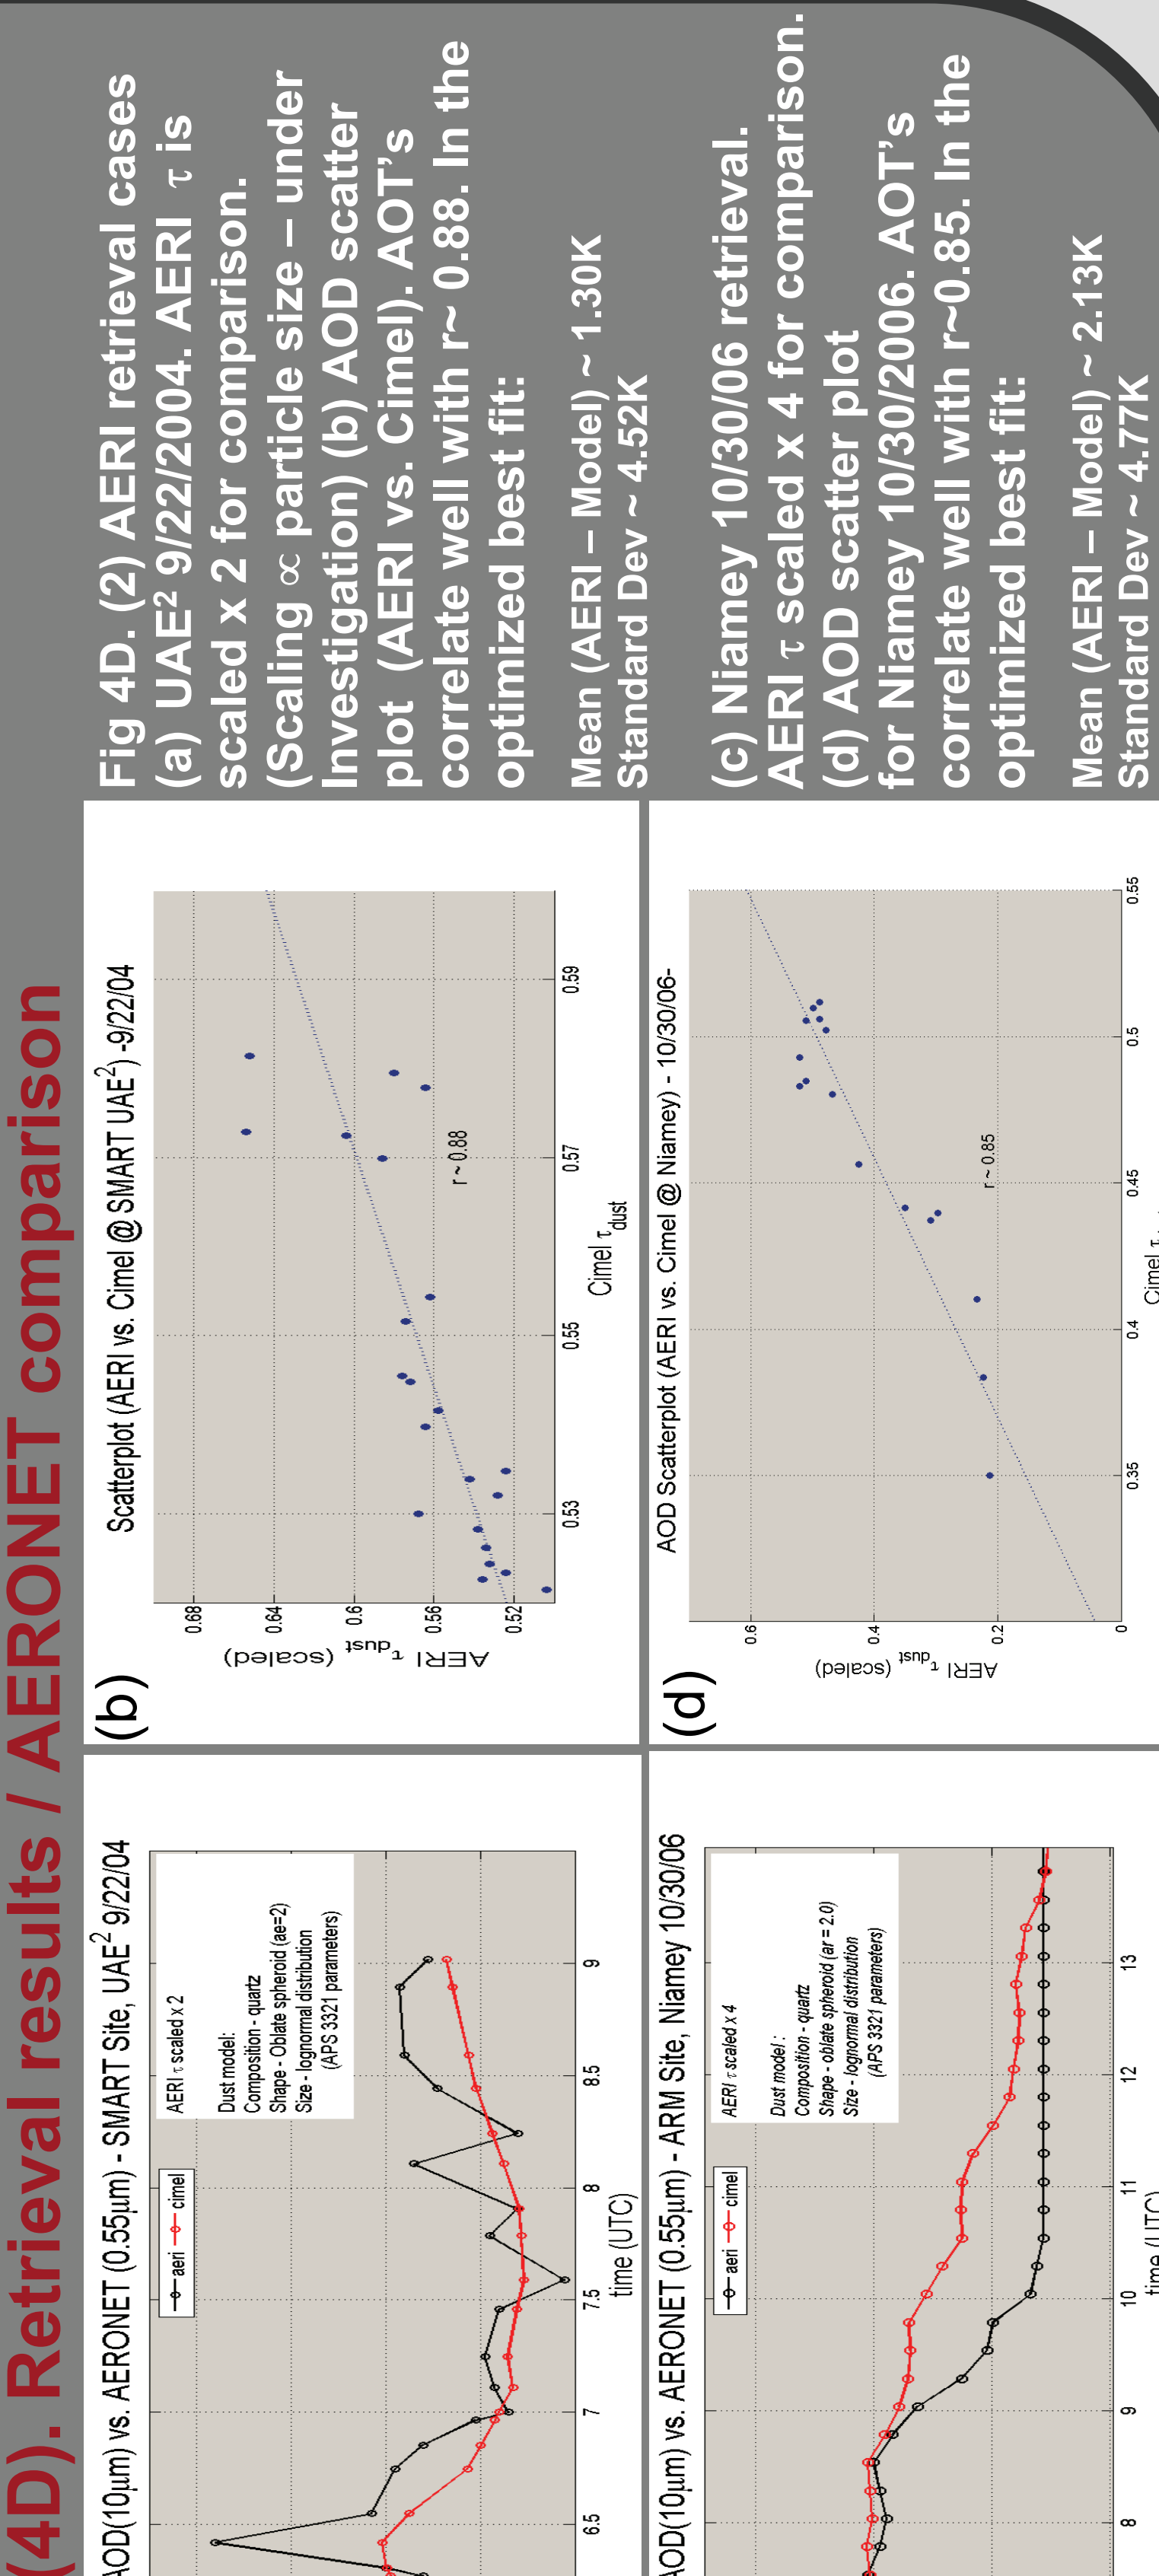 (4D). Retrieval results / AERONET comparison
AOD(10μm) vs. AERONET (0.55μm) - SMART Site, UAE² 9/22/04
aeri cimel
AERI τ scaled x 2
Dust model:
Composition - quartz
Shape - Oblate spheroid (ae=2)
Size - lognormal distribution
(APS 3321 parameters)
6.5 7 7.5 8 8.5 9
time (UTC)
(b)
Scatterplot (AERI vs. Cimel @ SMART UAE²) -9/22/04
0.68
0.64
0.6
0.56
0.52
AERI τdust (scaled)
r ~ 0.88
0.53 0.55 0.57 0.59
Cimel τdust
Fig 4D. (2) AERI retrieval cases
(a) UAE² 9/22/2004. AERI τ is
scaled x 2 for comparison.
(Scaling ∝ particle size – under
Investigation) (b) AOD scatter
plot (AERI vs. Cimel). AOT's
correlate well with r~ 0.88. In the
optimized best fit:
Mean (AERI – Model) ~ 1.30K
Standard Dev ~ 4.52K
AOD(10μm) vs. AERONET (0.55μm) - ARM Site, Niamey 10/30/06
aeri cimel
AERI τ scaled x 4
Dust model :
Composition - quartz
Shape - oblate spheroid (ar = 2.0)
Size - lognormal distribution
(APS 3321 parameters)
8 9 10 11 12 13
time (UTC)
(d)
AOD Scatterplot (AERI vs. Cimel @ Niamey) - 10/30/06-
0.6
0.4
0.2
0
AERI τdust (scaled)
r ~ 0.85
0.35 0.4 0.45 0.5 0.55
Cimel τ
(c) Niamey 10/30/06 retrieval.
AERI τ scaled x 4 for comparison.
(d) AOD scatter plot
for Niamey 10/30/2006. AOT's
correlate well with r~0.85. In the
optimized best fit:
Mean (AERI – Model) ~ 2.13K
Standard Dev ~ 4.77K